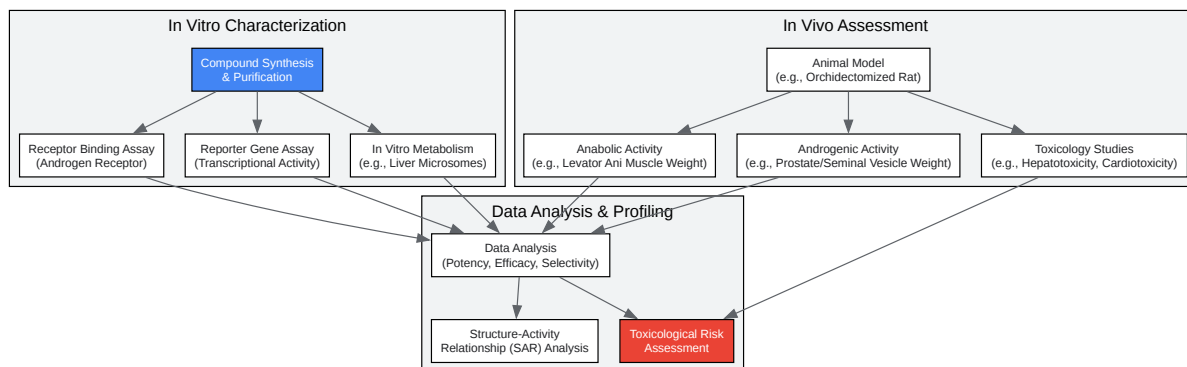 In Vitro Characterization
Compound Synthesis
& Purification
Receptor Binding Assay
(Androgen Receptor)
Reporter Gene Assay
(Transcriptional Activity)
In Vitro Metabolism
(e.g., Liver Microsomes)
In Vivo Assessment
Animal Model
(e.g., Orchidectomized Rat)
Anabolic Activity
(e.g., Levator Ani Muscle Weight)
Androgenic Activity
(e.g., Prostate/Seminal Vesicle Weight)
Toxicology Studies
(e.g., Hepatotoxicity, Cardiotoxicity)
Data Analysis & Profiling
Data Analysis
(Potency, Efficacy, Selectivity)
Structure-Activity
Relationship (SAR) Analysis
Toxicological Risk
Assessment